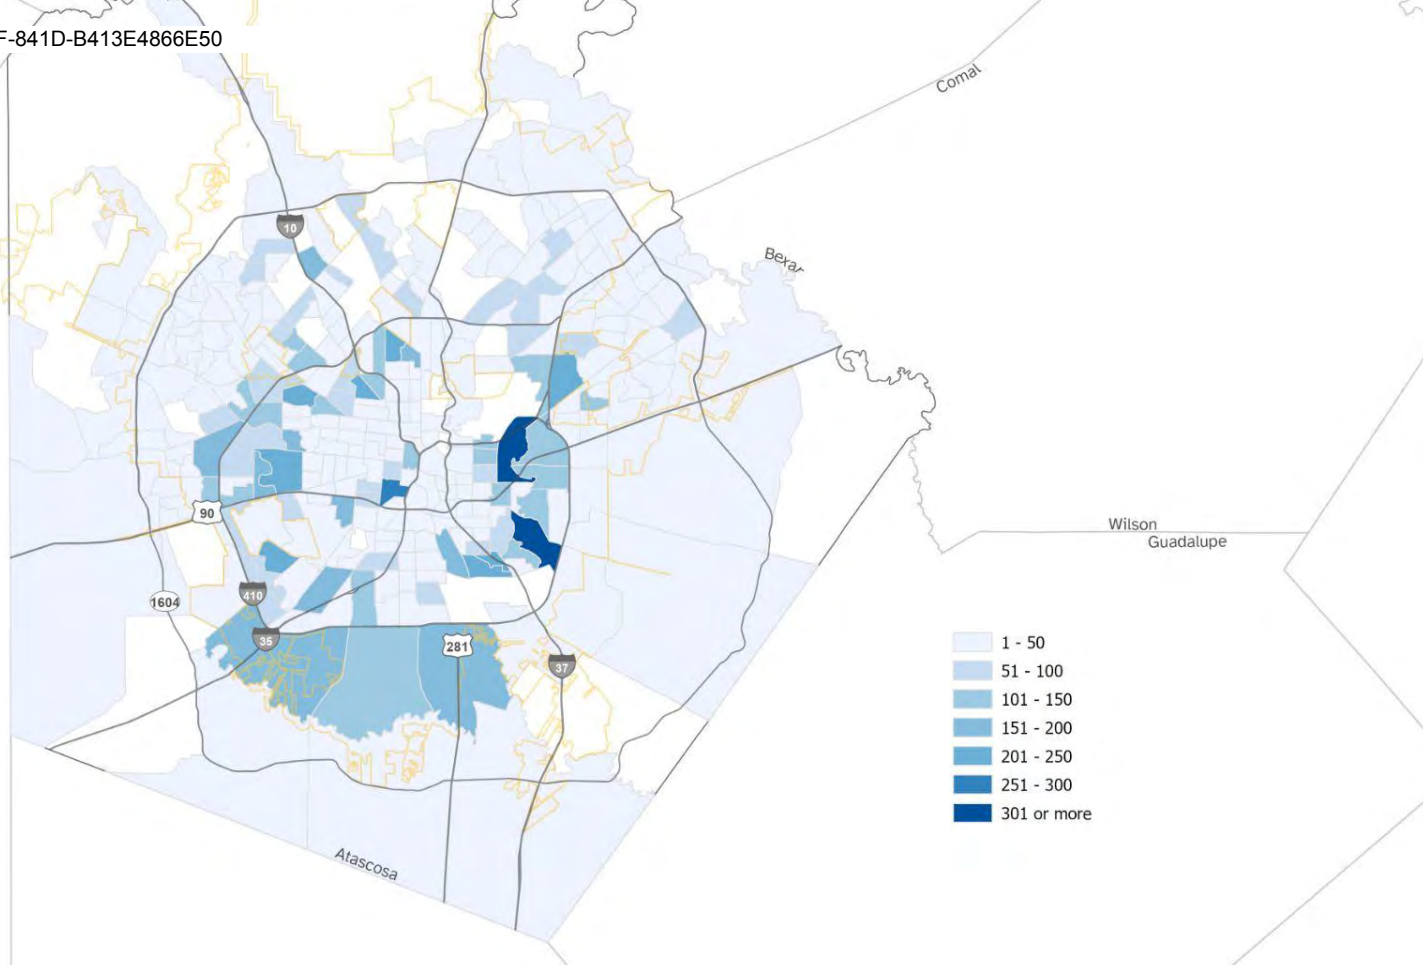 F-841D-B413E4866E50
Comal
10
Bexar
90
Wilson
Guadalupe
410
1604
35
281
37
1 - 50
51 - 100
101 - 150
151 - 200
201 - 250
251 - 300
301 or more
Atascosa